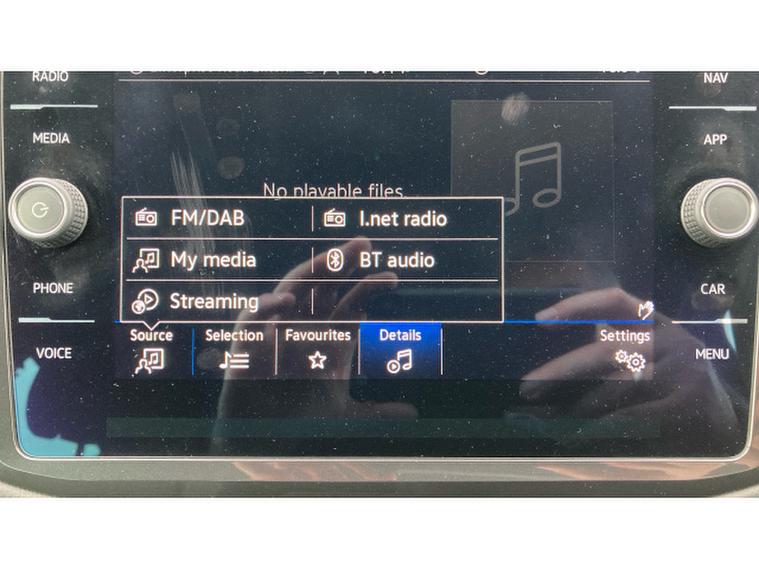 RADIO
NAV
MEDIA
APP
No playable files
FM/DAB
I.net radio
My media
BT audio
Streaming
PHONE
CAR
Source
Selection
Favourites
Details
Settings
VOICE
MENU